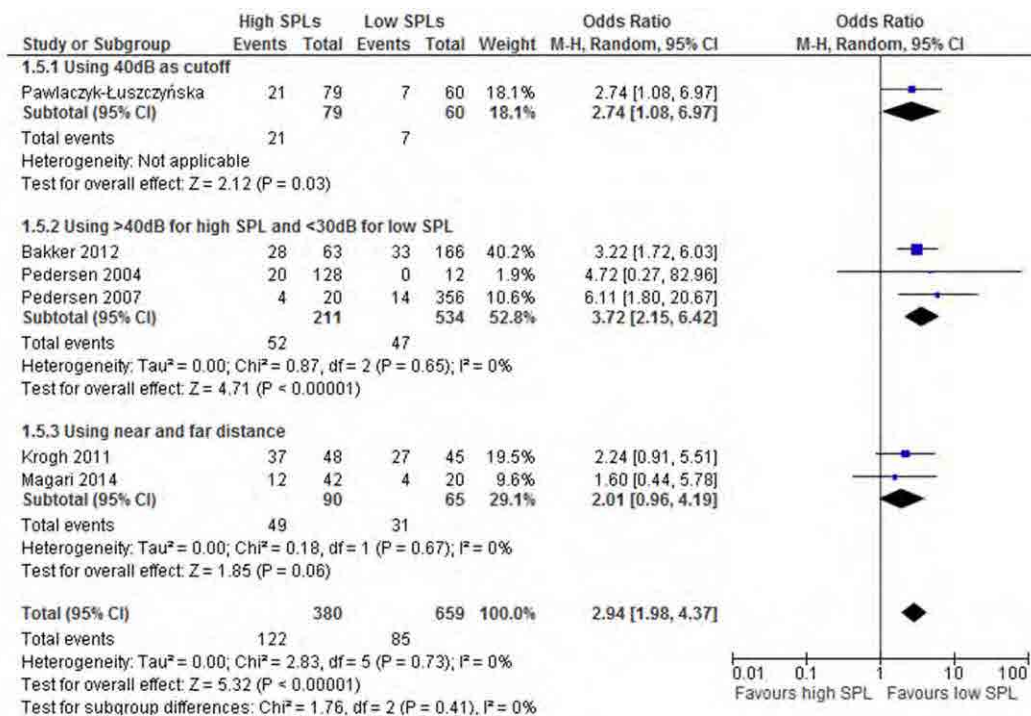 High SPLs Low SPLs Odds Ratio Odds Ratio
Study or Subgroup Events Total Events Total Weight M-H, Random, 95% CI M-H, Random, 95% CI
1.5.1 Using 40dB as cutoff
Pawlaczyk-Łuszczyńska 21 79 7 60 18.1% 2.74 [1.08, 6.97]
Subtotal (95% CI) 79 60 18.1% 2.74 [1.08, 6.97]
Total events 21 7
Heterogeneity: Not applicable
Test for overall effect: Z = 2.12 (P = 0.03)
1.5.2 Using >40dB for high SPL and <30dB for low SPL
Bakker 2012 28 63 33 166 40.2% 3.22 [1.72, 6.03]
Pedersen 2004 20 128 0 12 1.9% 4.72 [0.27, 82.96]
Pedersen 2007 4 20 14 356 10.6% 6.11 [1.80, 20.67]
Subtotal (95% CI) 211 534 52.8% 3.72 [2.15, 6.42]
Total events 52 47
Heterogeneity: Tau² = 0.00; Chi² = 0.87, df = 2 (P = 0.65); I² = 0%
Test for overall effect: Z = 4.71 (P < 0.00001)
1.5.3 Using near and far distance
Krogh 2011 37 48 27 45 19.5% 2.24 [0.91, 5.51]
Magari 2014 12 42 4 20 9.6% 1.60 [0.44, 5.78]
Subtotal (95% CI) 90 65 29.1% 2.01 [0.96, 4.19]
Total events 49 31
Heterogeneity: Tau² = 0.00; Chi² = 0.18, df = 1 (P = 0.67); I² = 0%
Test for overall effect: Z = 1.85 (P = 0.06)
Total (95% CI) 380 659 100.0% 2.94 [1.98, 4.37]
Total events 122 85
Heterogeneity: Tau² = 0.00; Chi² = 2.83, df = 5 (P = 0.73); I² = 0%
Test for overall effect: Z = 5.32 (P < 0.00001)
Test for subgroup differences: Chi² = 1.76, df = 2 (P = 0.41), I² = 0%
0.01 0.1 1 10 100
Favours high SPL Favours low SPL